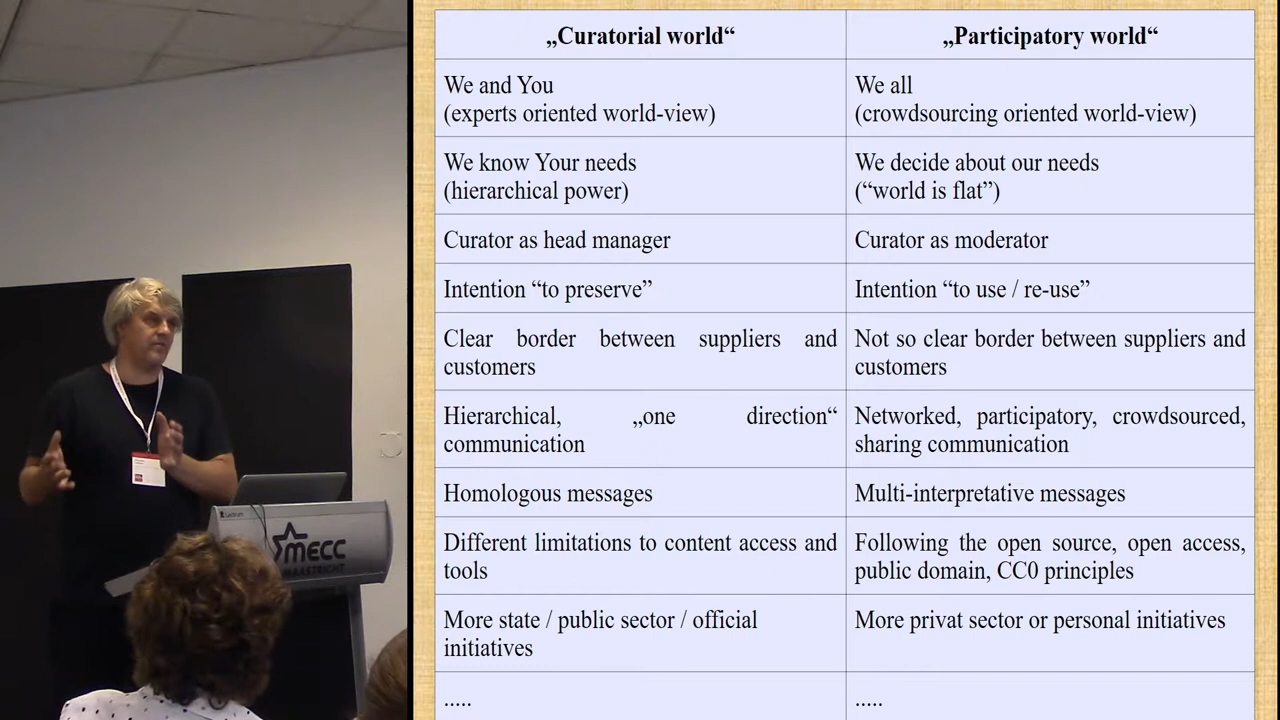 „Curatorial world“
„Participatory world“
We and You
(experts oriented world-view)
We all
(crowdsourcing oriented world-view)
We know Your needs
(hierarchical power)
We decide about our needs
(“world is flat”)
Curator as head manager
Curator as moderator
Intention “to preserve”
Intention “to use / re-use”
Clear border between suppliers and
customers
Not so clear border between suppliers and
customers
Hierarchical, „one direction“
communication
Networked, participatory, crowdsourced,
sharing communication
Homologous messages
Multi-interpretative messages
Different limitations to content access and
tools
Following the open source, open access,
public domain, CC0 principles
More state / public sector / official
initiatives
More privat sector or personal initiatives
.....
.....
mecc
MAASTRICHT